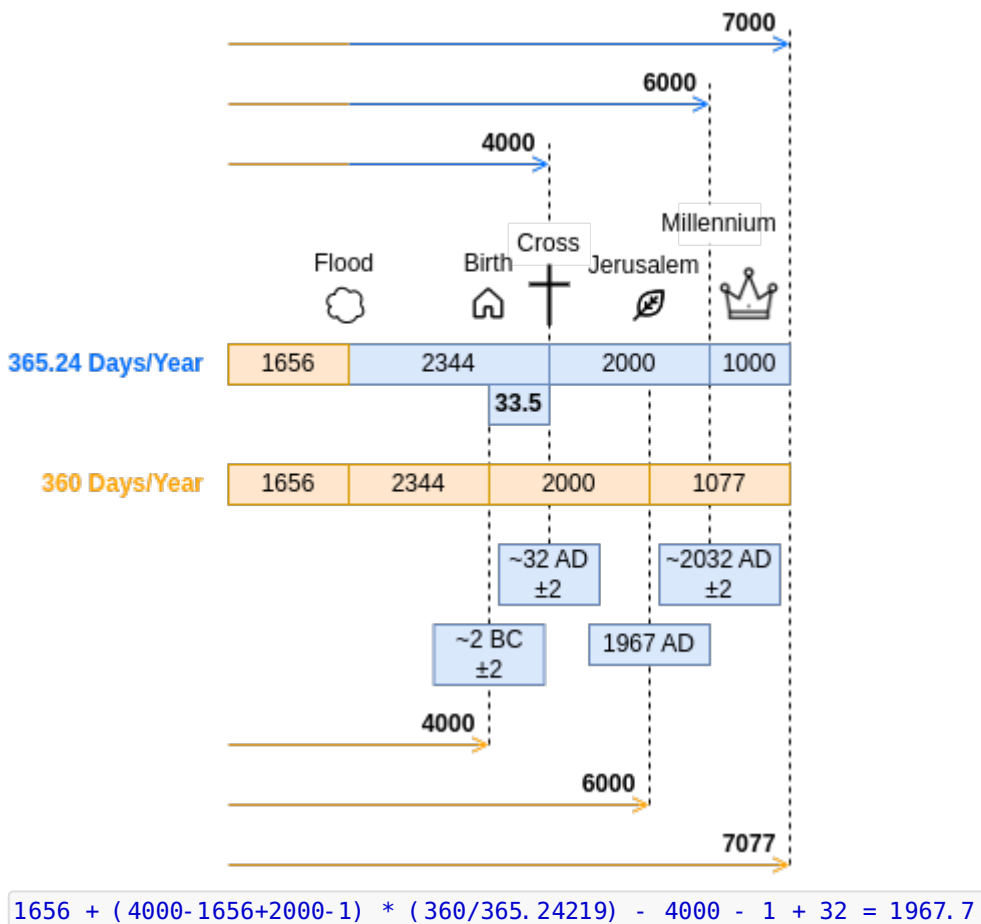 7000
6000
4000
Millennium
Cross
Flood
Birth
Jerusalem
365.24 Days/Year
1656
2344
2000
1000
33.5
360 Days/Year
1656
2344
2000
1077
~32 AD
±2
~2032 AD
±2
~2 BC
±2
1967 AD
4000
6000
7077
1656 + (4000-1656+2000-1) * (360/365.24219) - 4000 - 1 + 32 = 1967.7